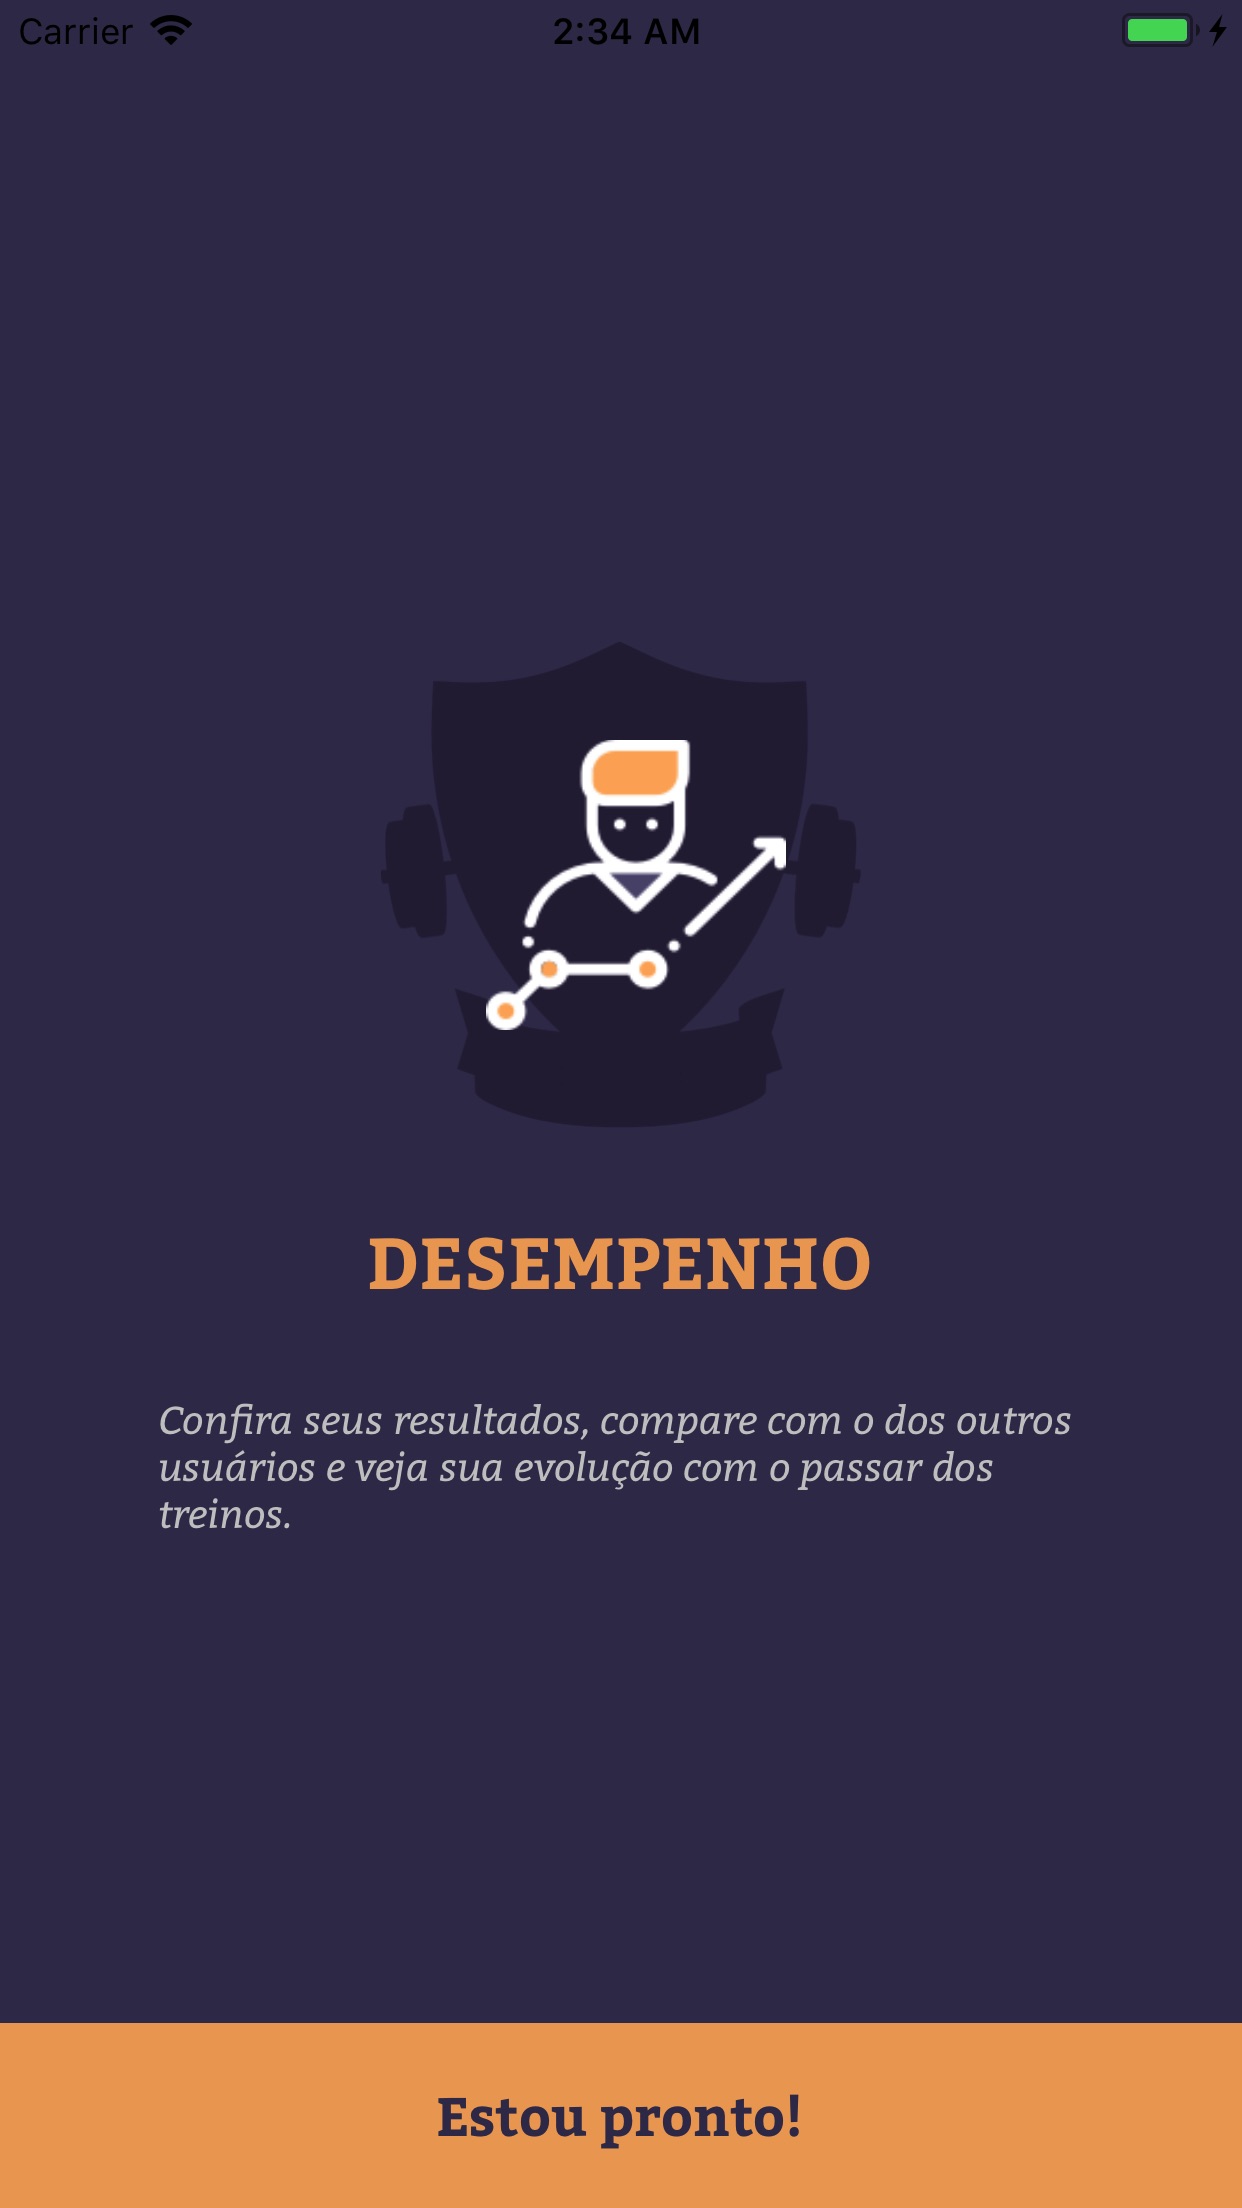 Carrier 2:34 AM
DESEMPENHO
Confira seus resultados, compare com o dos outros
usuários e veja sua evolução com o passar dos
treinos.
Estou pronto!